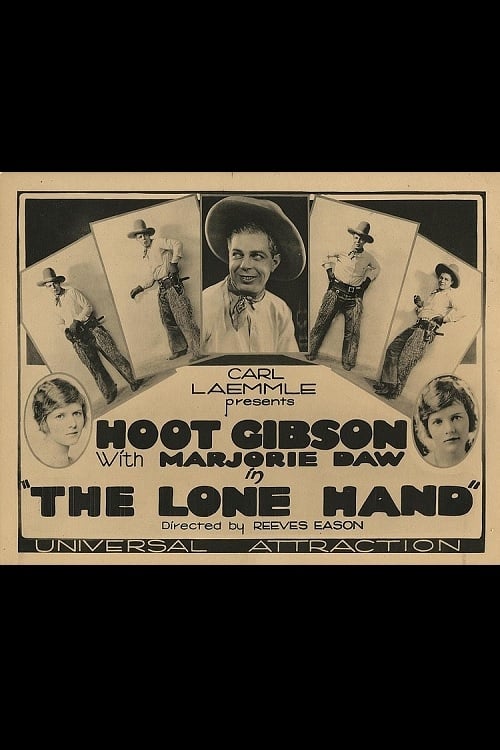 CARL
LAEMMLE
presents
HOOT GIBSON
With MARJORIE DAW
in
"THE LONE HAND"
Directed by REEVES EASON
UNIVERSAL ATTRACTION